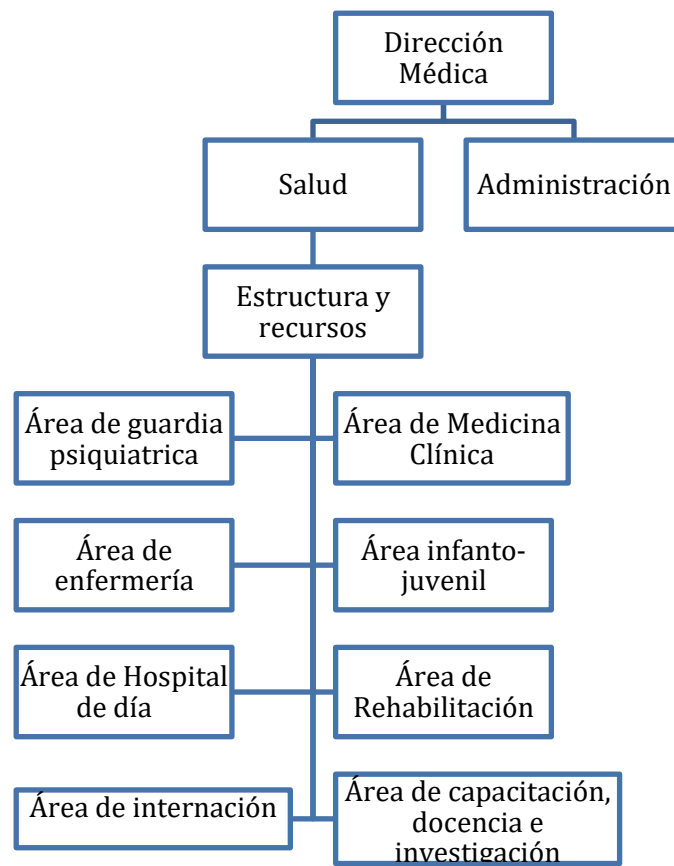 Dirección
Médica
Salud
Administración
Estructura y
recursos
Área de guardia
psiquiatrica
Área de Medicina
Clínica
Área de
enfermería
Área infanto-
juvenil
Área de Hospital
de día
Área de
Rehabilitación
Área de internación
Área de capacitación,
docencia e
investigación